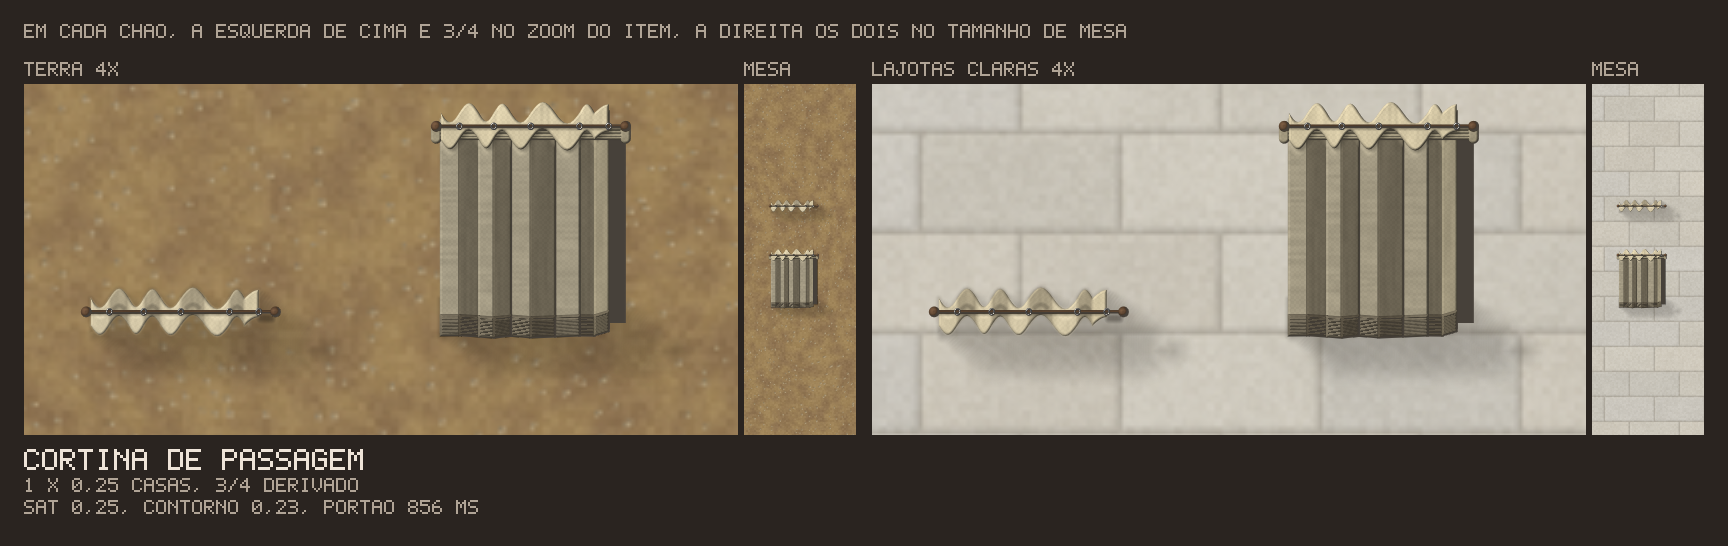 EM CADA CHAO, A ESQUERDA DE CIMA E 3/4 NO ZOOM DO ITEM, A DIREITA OS DOIS NO TAMANHO DE MESA
TERRA 4X
MESA
LAJOTAS CLARAS 4X
MESA
CORTINA DE PASSAGEM
1 X 0,25 CASAS, 3/4 DERIVADO
SAT 0,25, CONTORNO 0,23, PORTAO 856 MS